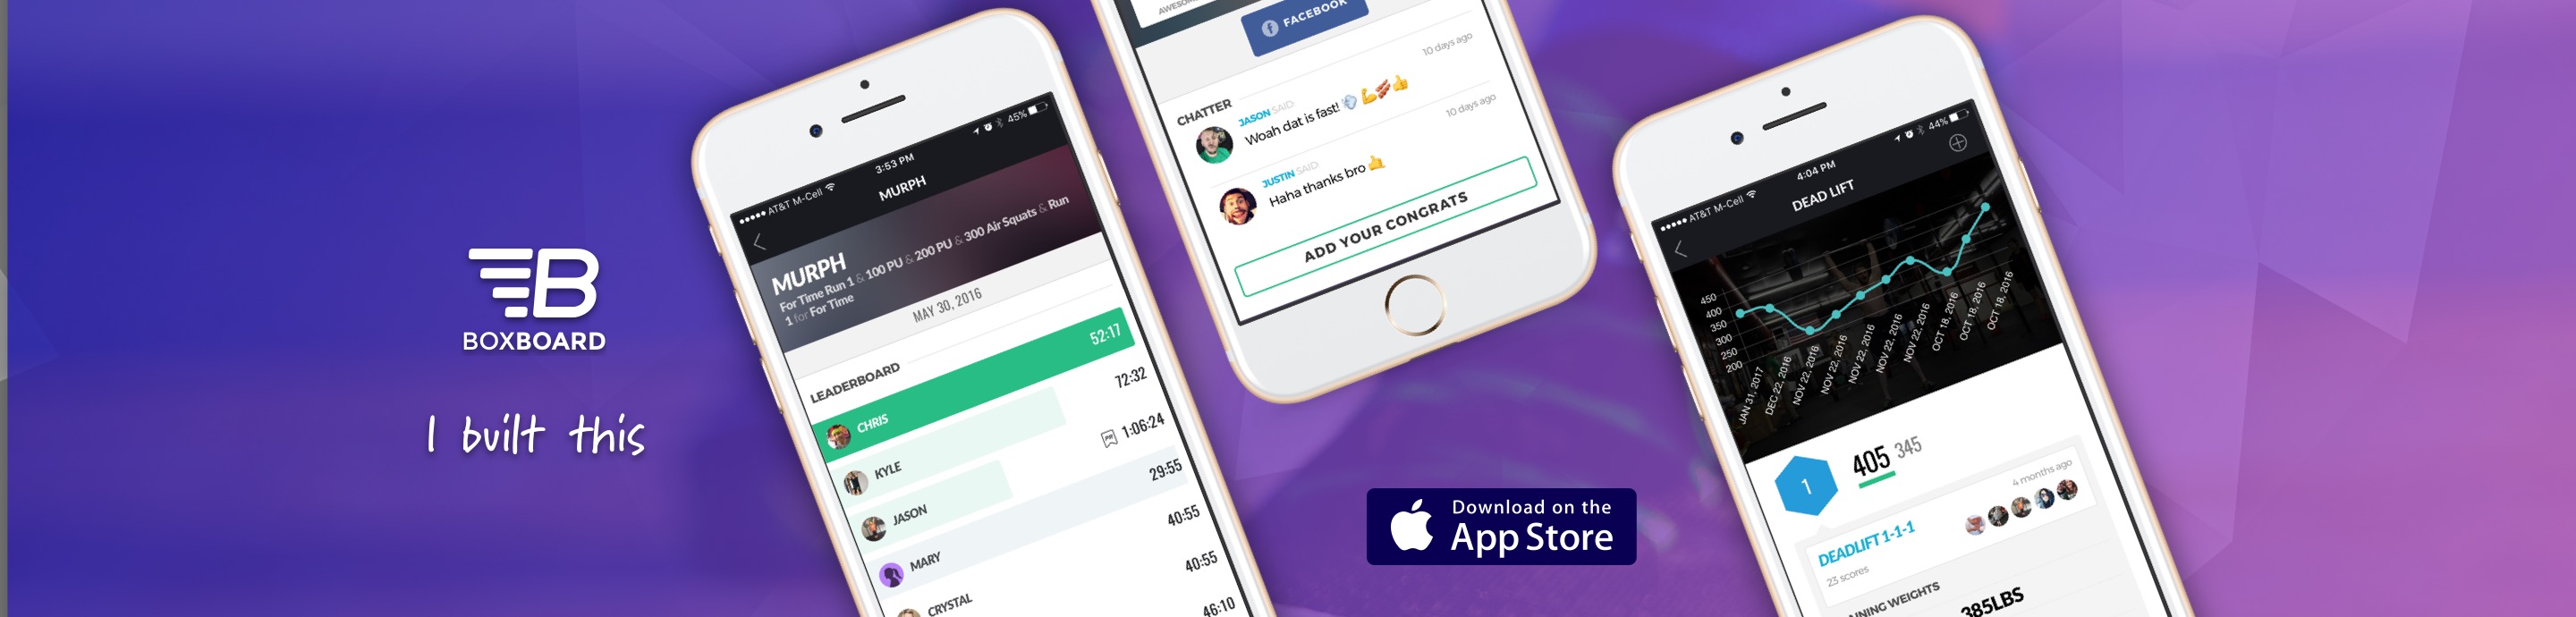 BOXBOARD
I built this
AT&T M-Cell
3:53 PM
45%
MURPH
MURPH
For Time Run 1 & 100 PU & 200 PU & 300 Air Squats & Run
1 for For Time
MAY 30, 2016
LEADERBOARD
CHRIS 52:17
KYLE 72:32
JASON PR 1:06:24
MARY 29:55
CRYSTAL 40:55
40:55
46:10
FACEBOOK
CHATTER
10 days ago
JASON SAID:
Woah dat is fast! 💨💪🥓👍
10 days ago
JUSTIN SAID:
Haha thanks bro 🤙
ADD YOUR CONGRATS
Download on the
App Store
AT&T M-Cell
4:04 PM
44%
DEAD LIFT
450
400
350
300
250
200
JAN 31, 2017
DEC 22, 2016
NOV 22, 2016
NOV 22, 2016
NOV 22, 2016
NOV 22, 2016
NOV 22, 2016
OCT 18, 2016
OCT 18, 2016
OCT 18, 2016
1
405 345
4 months ago
DEADLIFT 1-1-1
23 scores
NING WEIGHTS
385LBS